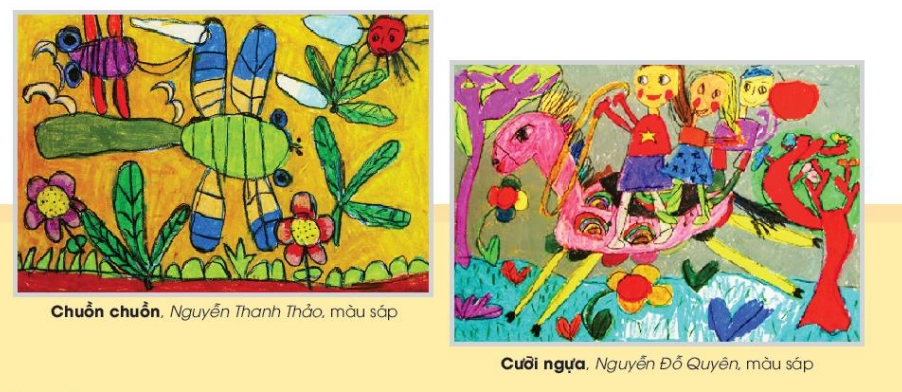 Chuồn chuồn, Nguyễn Thanh Thảo, màu sáp
Cưỡi ngựa, Nguyễn Đỗ Quyên, màu sáp